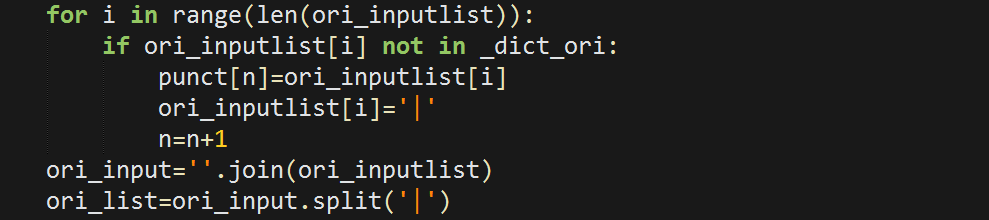 for i in range(len(ori_inputlist)):
    if ori_inputlist[i] not in _dict_ori:
        punct[n]=ori_inputlist[i]
        ori_inputlist[i]='|'
        n=n+1
ori_input=''.join(ori_inputlist)
ori_list=ori_input.split('|')